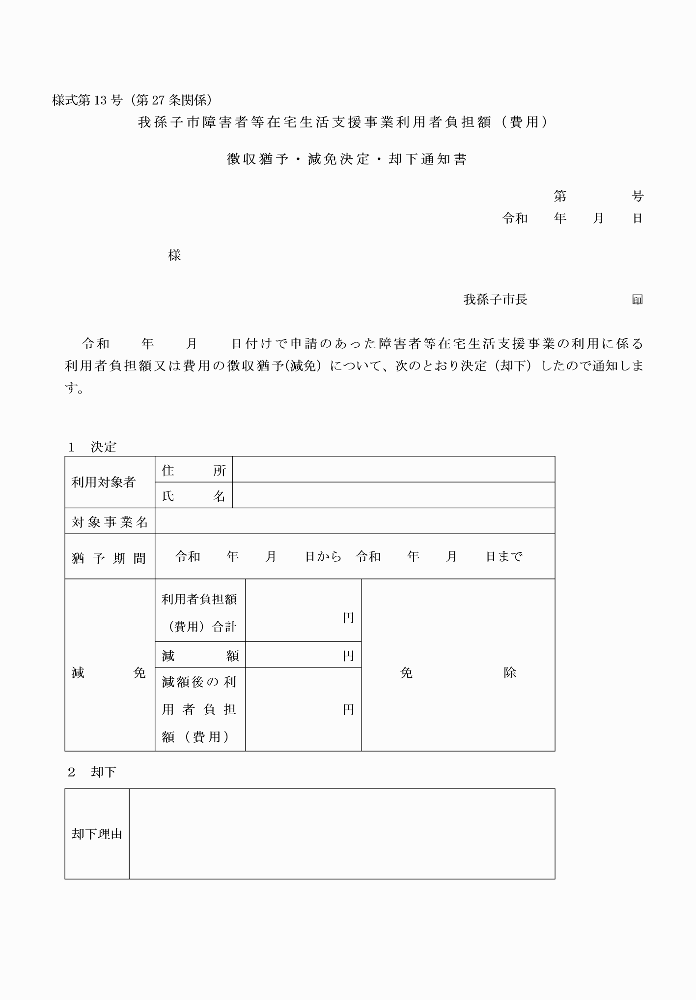 様式第 13 号（第 27 条関係）
我孫子市障害者等在宅生活支援事業利用者負担額（費用）
徴収猶予・減免決定・却下通知書
第　　　　　号
令和　　年　　月　　日
様
我孫子市長　　　　　　　　㊞
令和　　年　　月　　日付けで申請のあった障害者等在宅生活支援事業の利用に係る
利用者負担額又は費用の徴収猶予(減免）について、次のとおり決定（却下）したので通知しま
す。
１　決定
利用対象者
住　　　所
氏　　　名
対象事業名
猶予期間
令和　　年　　月　　日から　令和　　年　　月　　日まで
減　　　免
利用者負担額
（費用）合計
円
減　　　　額
円
減額後の利
用者負担
額（費用）
円
免　　　　　　　除
２　却下
却下理由